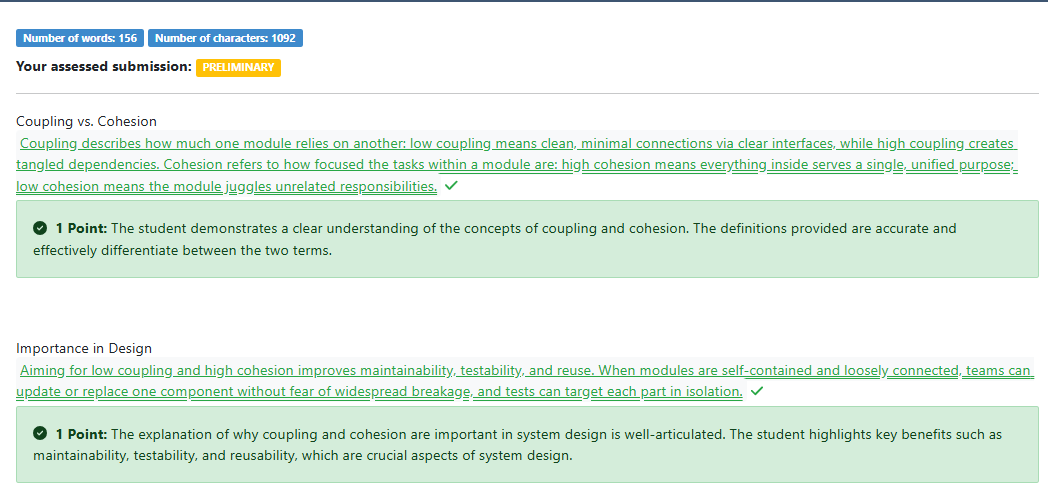 Number of words: 156 Number of characters: 1092
Your assessed submission: PRELIMINARY
Coupling vs. Cohesion
Coupling describes how much one module relies on another: low coupling means clean, minimal connections via clear interfaces, while high coupling creates
tangled dependencies. Cohesion refers to how focused the tasks within a module are: high cohesion means everything inside serves a single, unified purpose;
low cohesion means the module juggles unrelated responsibilities.
1 Point: The student demonstrates a clear understanding of the concepts of coupling and cohesion. The definitions provided are accurate and
effectively differentiate between the two terms.
Importance in Design
Aiming for low coupling and high cohesion improves maintainability, testability, and reuse. When modules are self-contained and loosely connected, teams can
update or replace one component without fear of widespread breakage, and tests can target each part in isolation.
1 Point: The explanation of why coupling and cohesion are important in system design is well-articulated. The student highlights key benefits such as
maintainability, testability, and reusability, which are crucial aspects of system design.